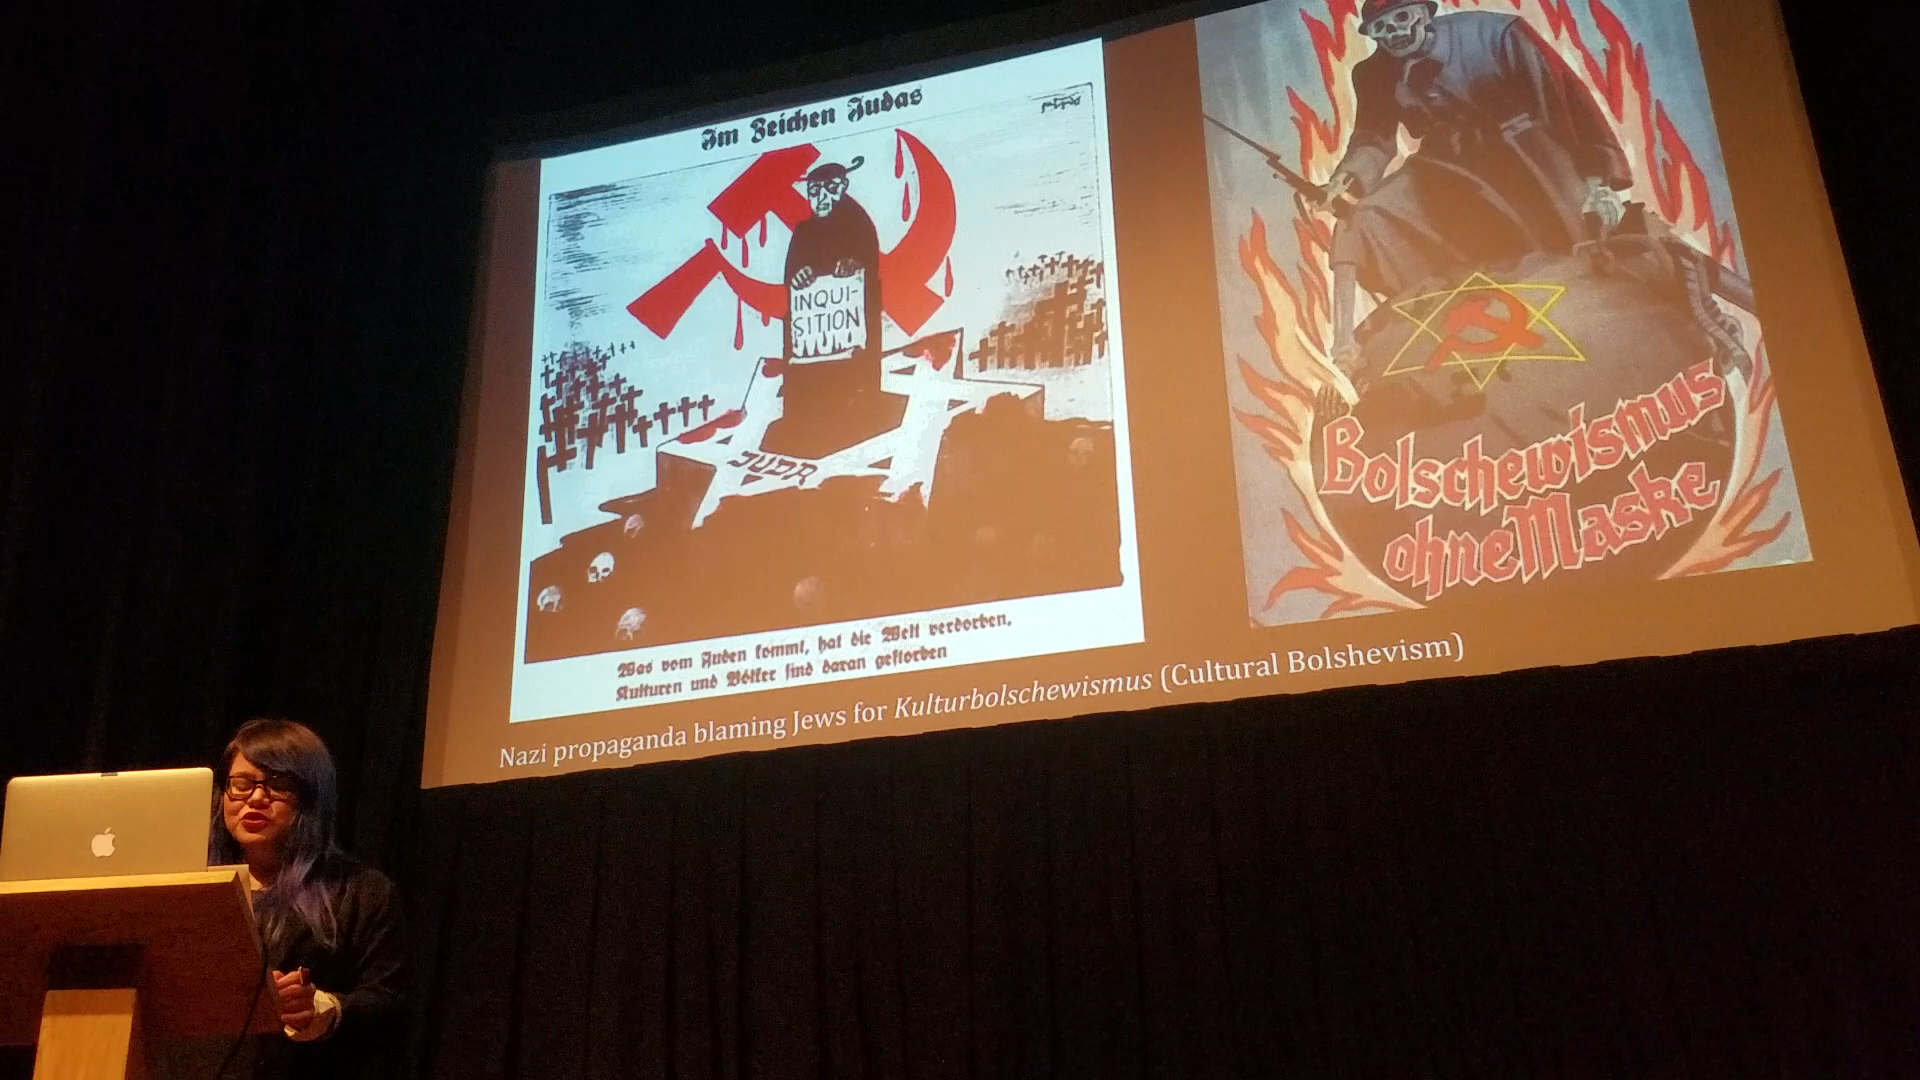 Im Zeichen Judas
INQUI-
SITION
JUDA
Was vom Juden kommt, hat die Welt verdorben,
Kulturen und Völker sind daran gestorben
Bolschewismus
ohne Maske
Nazi propaganda blaming Jews for Kulturbolschewismus (Cultural Bolshevism)